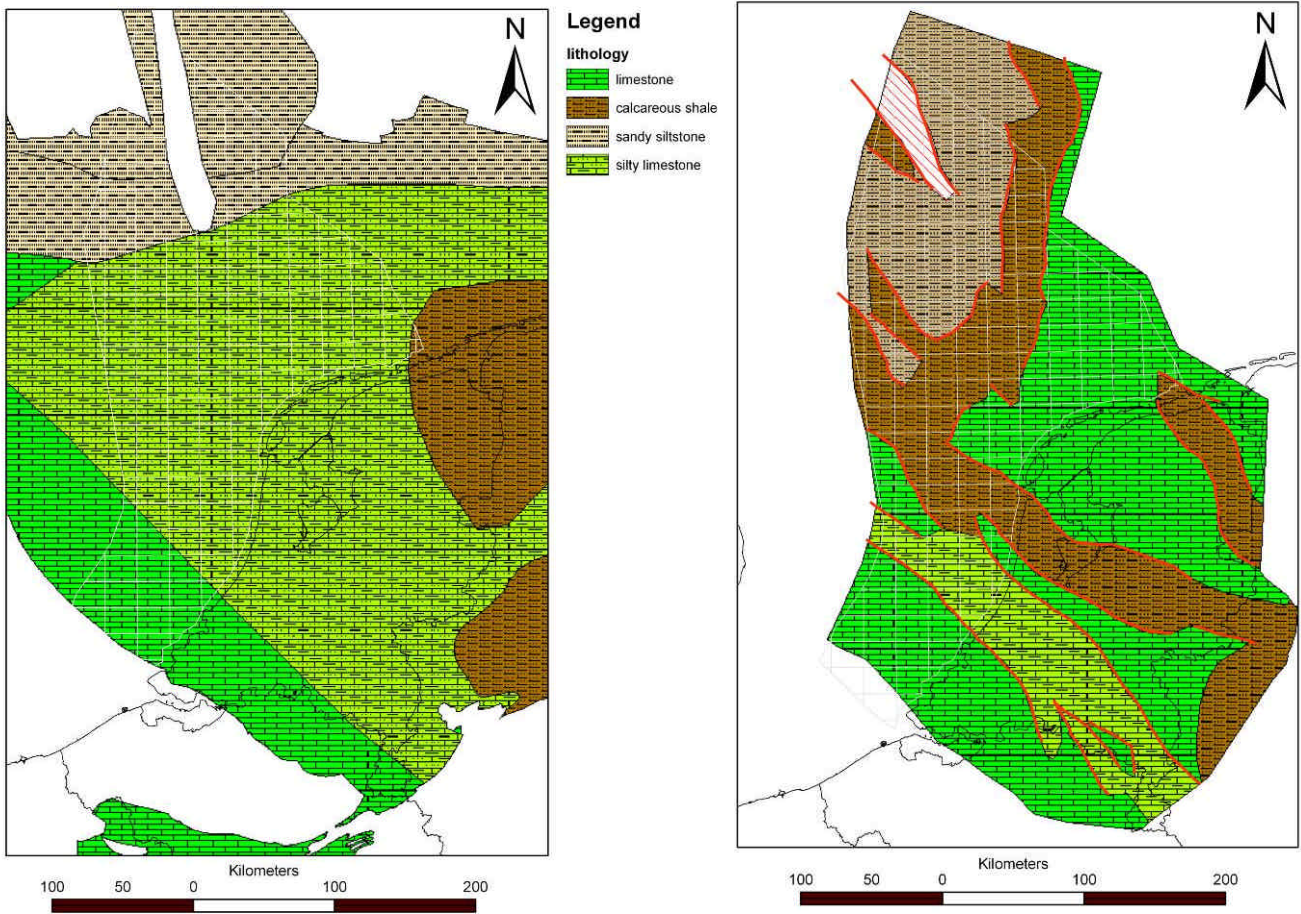 N
Legend
lithology
limestone
calcareous shale
sandy siltstone
silty limestone
Kilometers
100 50 0 100 200
N
Kilometers
100 50 0 100 200